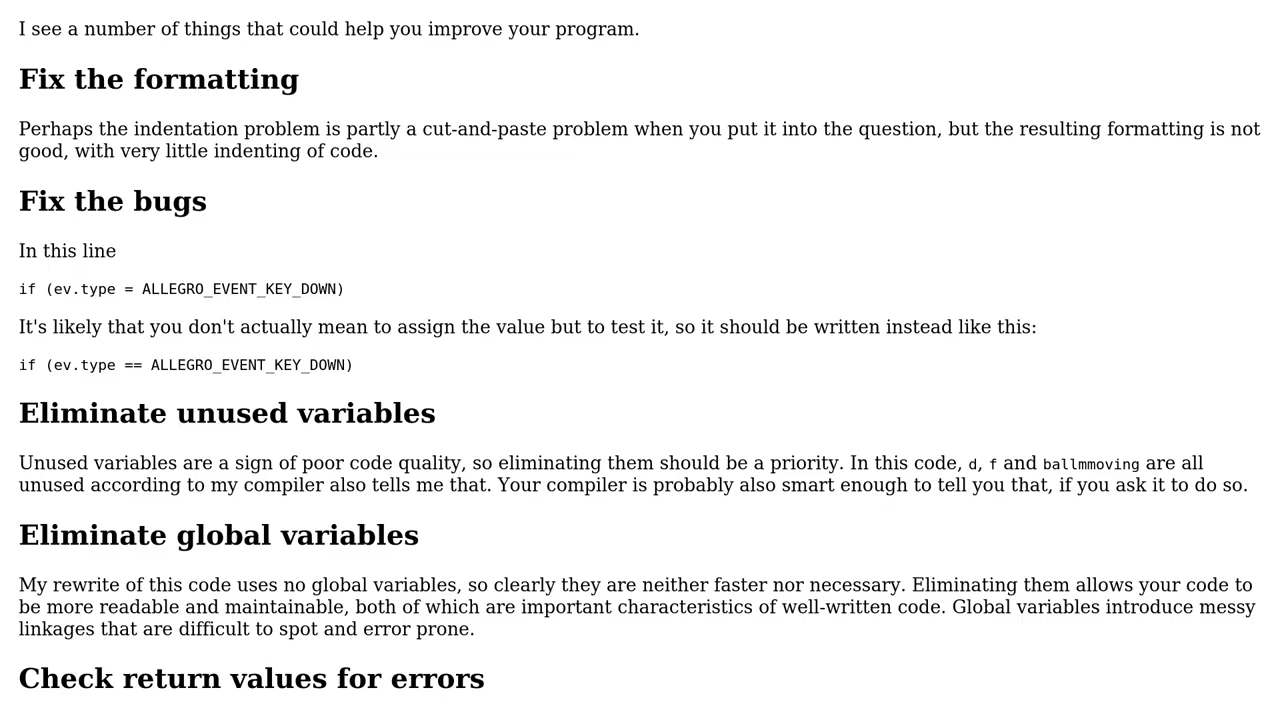 I see a number of things that could help you improve your program.
Fix the formatting
Perhaps the indentation problem is partly a cut-and-paste problem when you put it into the question, but the resulting formatting is not
good, with very little indenting of code.
Fix the bugs
In this line
if (ev.type = ALLEGRO_EVENT_KEY_DOWN)
It's likely that you don't actually mean to assign the value but to test it, so it should be written instead like this:
if (ev.type == ALLEGRO_EVENT_KEY_DOWN)
Eliminate unused variables
Unused variables are a sign of poor code quality, so eliminating them should be a priority. In this code, d, f and ballmmoving are all
unused according to my compiler also tells me that. Your compiler is probably also smart enough to tell you that, if you ask it to do so.
Eliminate global variables
My rewrite of this code uses no global variables, so clearly they are neither faster nor necessary. Eliminating them allows your code to
be more readable and maintainable, both of which are important characteristics of well-written code. Global variables introduce messy
linkages that are difficult to spot and error prone.
Check return values for errors